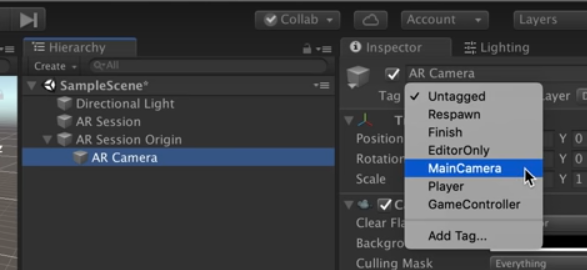 Collab
Account
Layers
Hierarchy
Inspector
Lighting
Create
All
AR Camera
SampleScene*
Tag
Untagged
ayer
Directional Light
Respawn
AR Session
Finish
AR Session Origin
Position
EditorOnly
Y 0
AR Camera
Rotation
MainCamera
Y 0
Scale
Player
Y 1
GameController
Clear Fla
Add Tag...
Backgro
Culling Mask
Everything